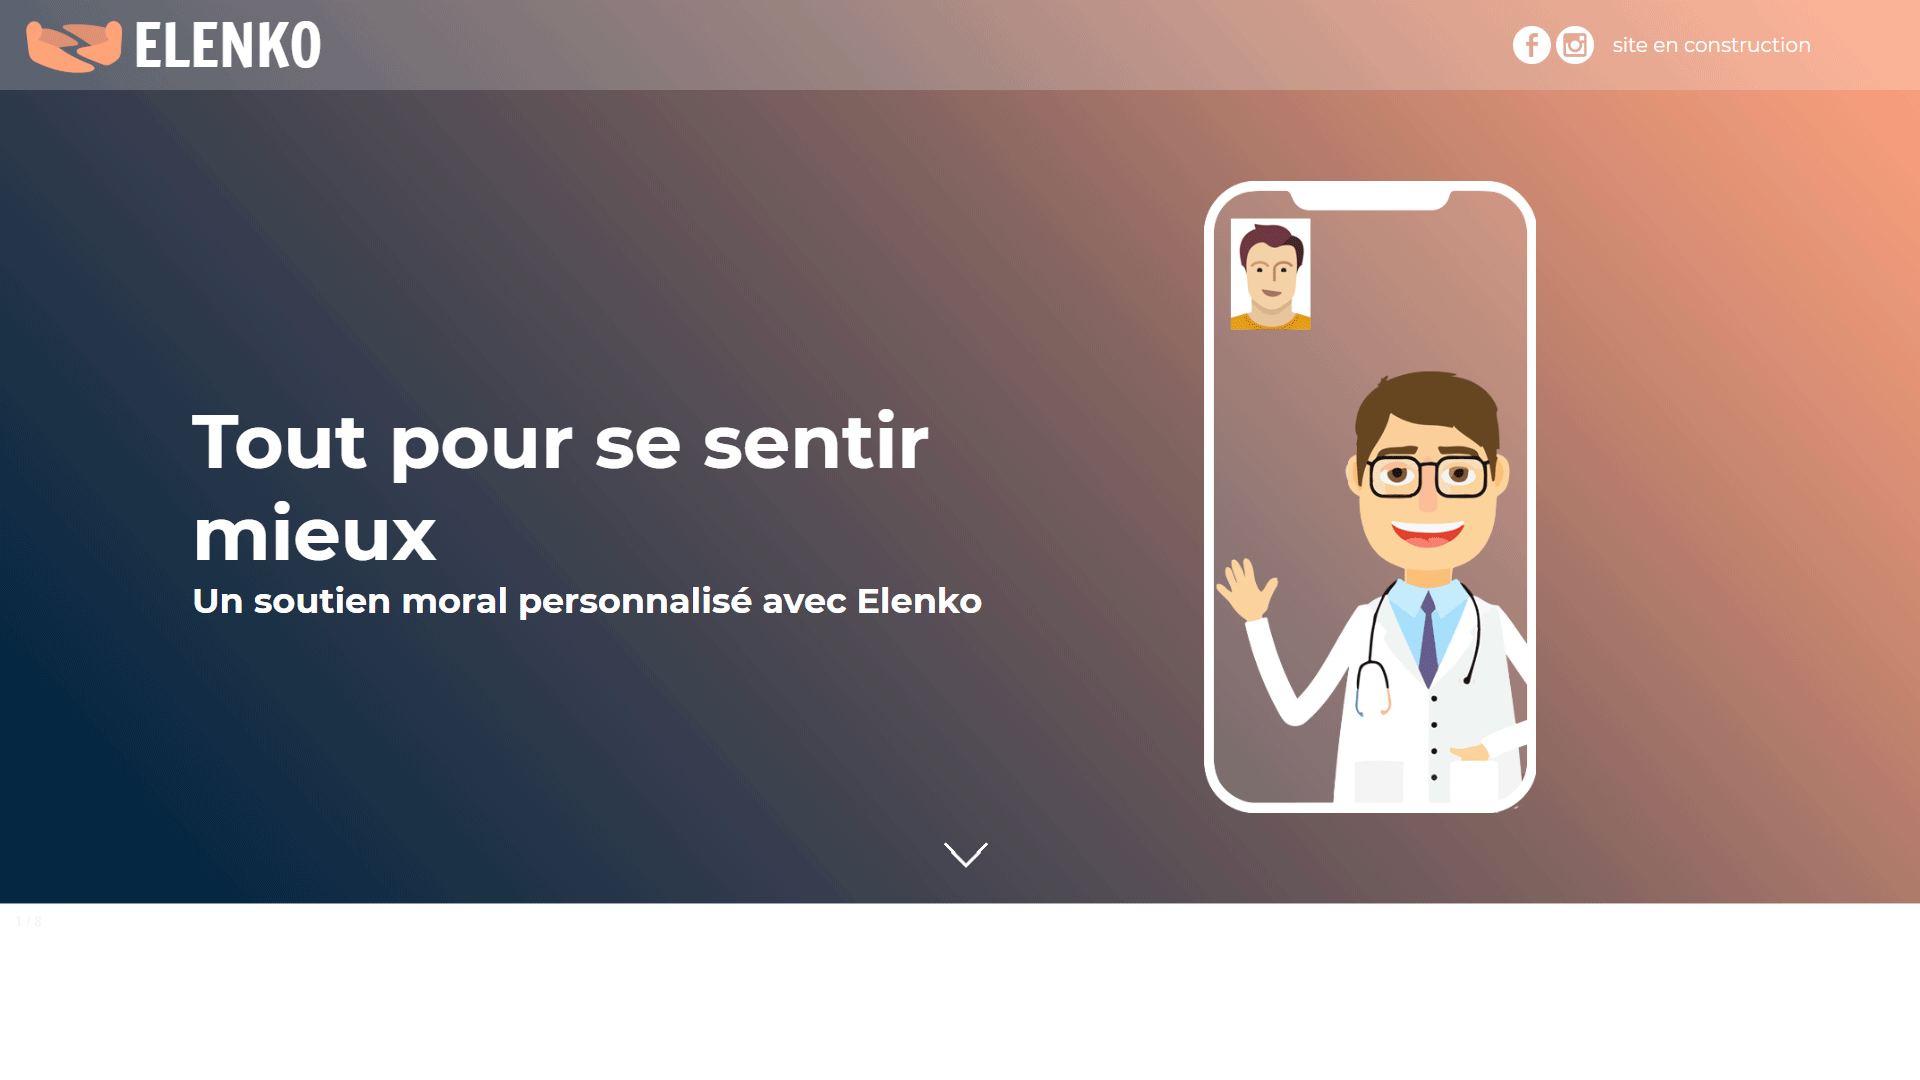 ELENKO
site en construction
Tout pour se sentir
mieux
Un soutien moral personnalisé avec Elenko
1 / 8